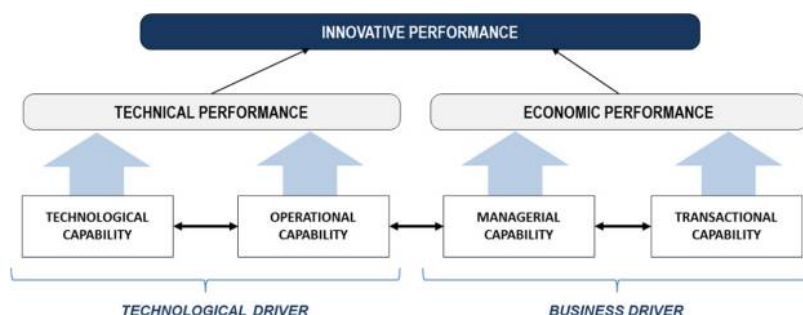 INNOVATIVE PERFORMANCE
TECHNICAL PERFORMANCE
ECONOMIC PERFORMANCE
TECHNOLOGICAL
CAPABILITY
OPERATIONAL
CAPABILITY
MANAGERIAL
CAPABILITY
TRANSACTIONAL
CAPABILITY
TECHNOLOGICAL DRIVER
BUSINESS DRIVER